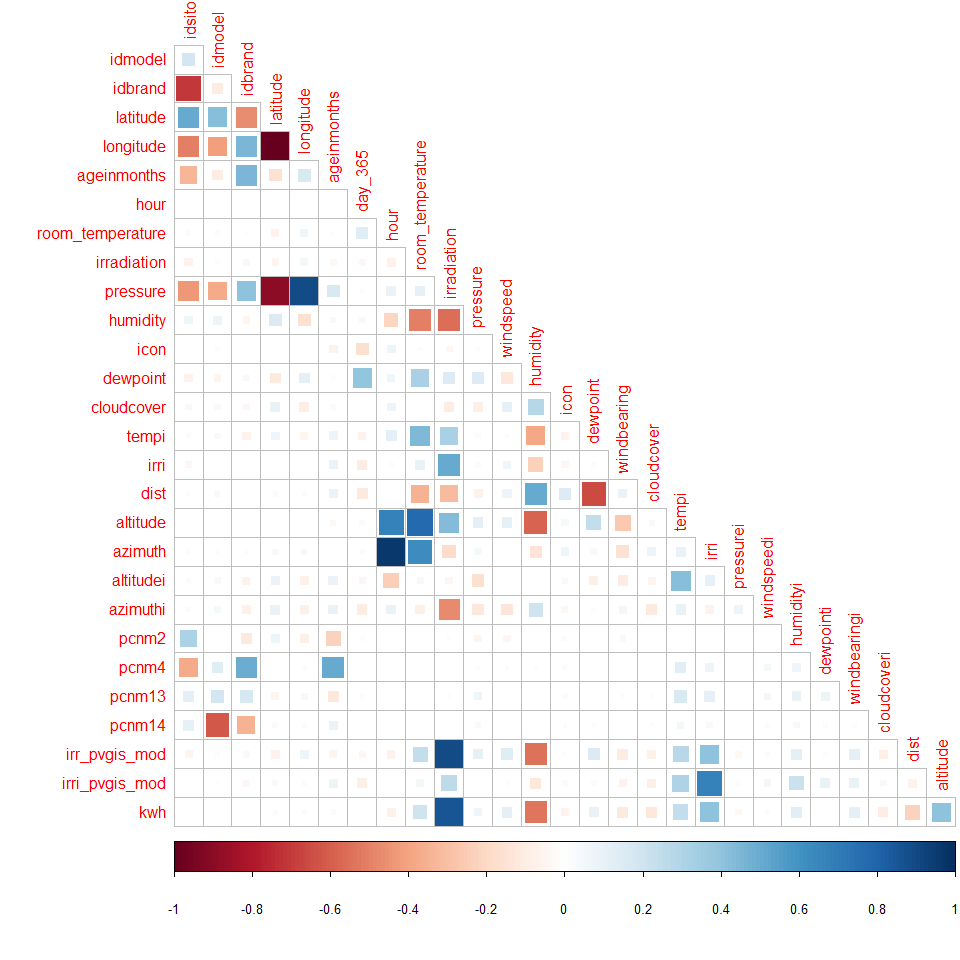 idsito
idmodel
idbrand
latitude
longitude
ageinmonths
day_365
hour
room_temperature
irradiation
pressure
windspeed
humidity
icon
dewpoint
windbearing
cloudcover
tempi
irri
pressurei
windspeedi
humidityi
dewpointi
windbearingi
cloudcoveri
dist
altitude
idmodel
idbrand
latitude
longitude
ageinmonths
hour
room_temperature
irradiation
pressure
humidity
icon
dewpoint
cloudcover
tempi
irri
dist
altitude
azimuth
altitudei
azimuthi
pcnm2
pcnm4
pcnm13
pcnm14
irr_pvgis_mod
irri_pvgis_mod
kwh
-1 -0.8 -0.6 -0.4 -0.2 0 0.2 0.4 0.6 0.8 1